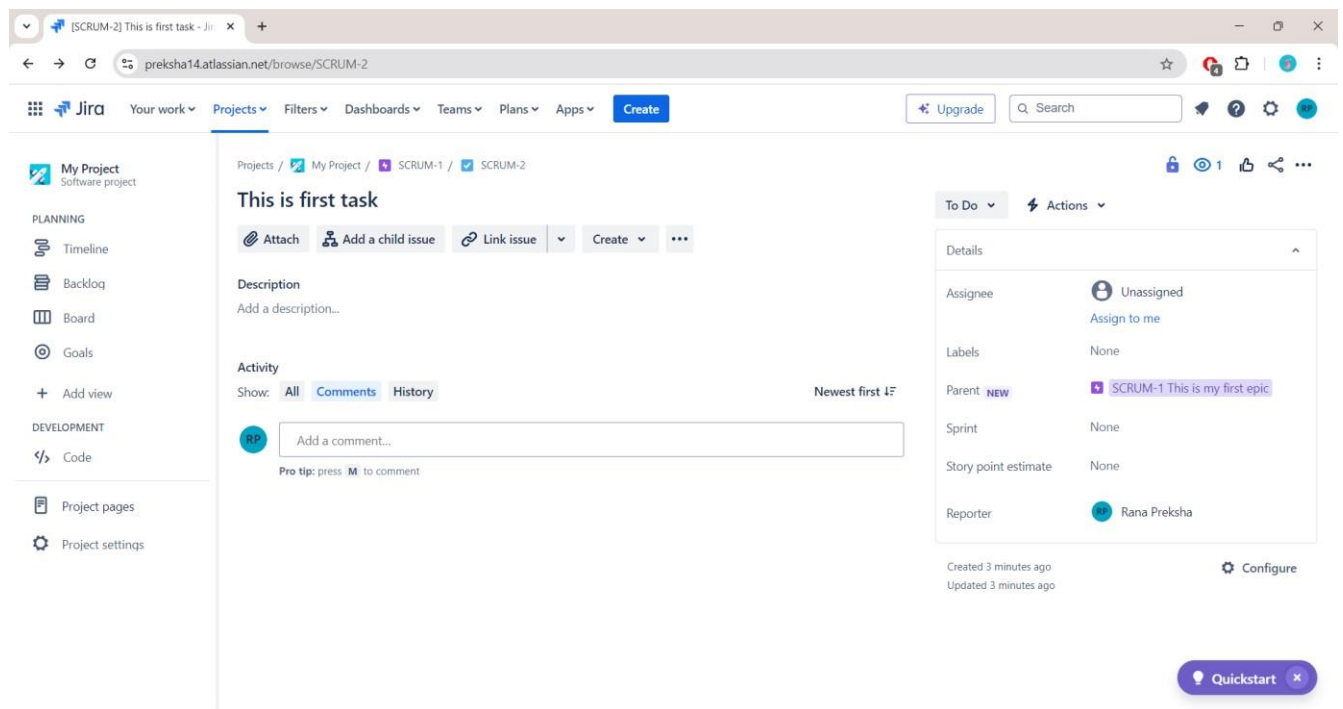 [SCRUM-2] This is first task - Jir
preksha14.atlassian.net/browse/SCRUM-2
4
Jira Your work Projects Filters Dashboards Teams Plans Apps Create Upgrade Search RP
My Project
Software project
PLANNING
Timeline
Backlog
Board
Goals
Add view
DEVELOPMENT
Code
Project pages
Project settings
Projects / My Project / SCRUM-1 / SCRUM-2
1
This is first task
Attach Add a child issue Link issue Create
Description
Add a description...
Activity
Show: All Comments History Newest first
RP Add a comment...
Pro tip: press M to comment
To Do Actions
Details
Assignee Unassigned
Assign to me
Labels None
Parent NEW SCRUM-1 This is my first epic
Sprint None
Story point estimate None
Reporter RP Rana Preksha
Created 3 minutes ago Configure
Updated 3 minutes ago
Quickstart